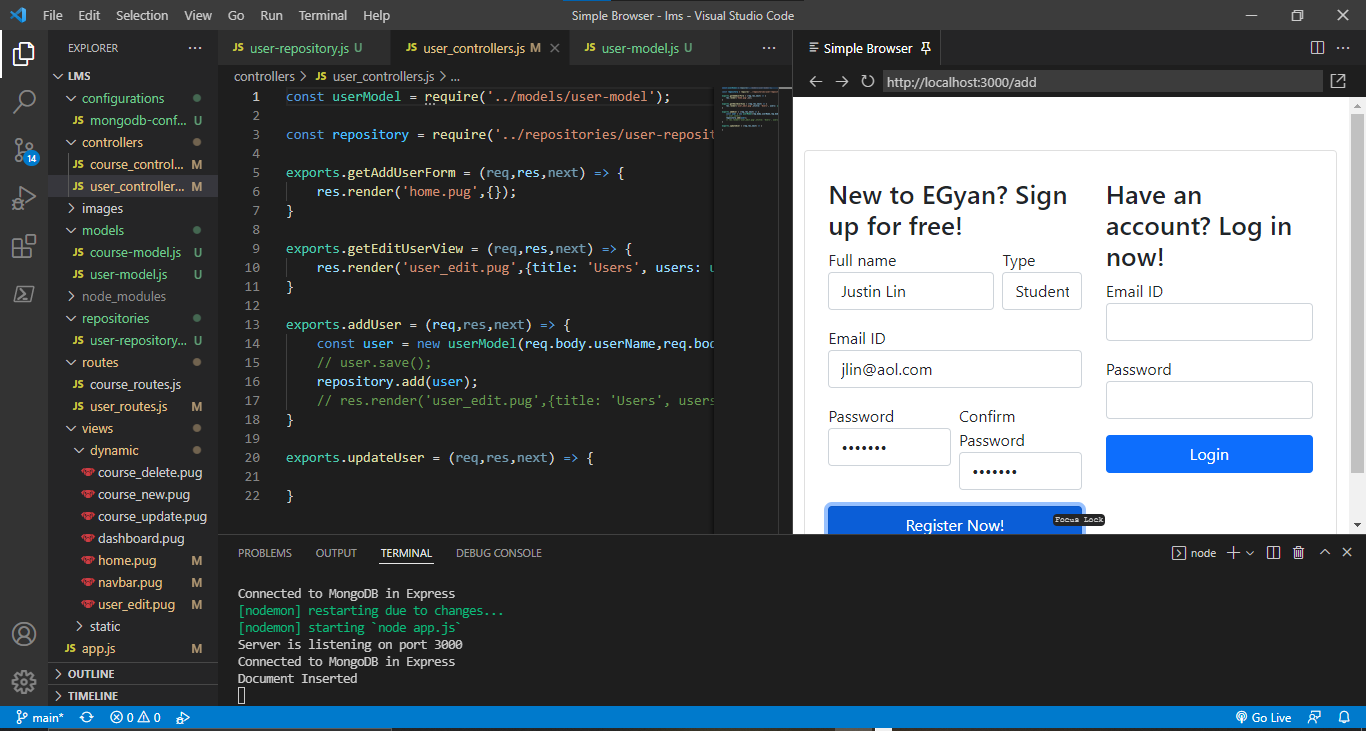 File Edit Selection View Go Run Terminal Help
Simple Browser - lms - Visual Studio Code
EXPLORER
LMS
configurations
JS mongodb-conf... U
controllers
JS course_control... M
JS user_controller... M
images
models
JS course-model.js U
JS user-model.js U
node_modules
repositories
JS user-repository... U
routes
JS course_routes.js
JS user_routes.js M
views
dynamic
course_delete.pug
course_new.pug
course_update.pug
dashboard.pug
home.pug M
navbar.pug M
user_edit.pug M
static
JS app.js M
OUTLINE
TIMELINE
14
JS user-repository.js U
JS user_controllers.js M
JS user-model.js U
controllers > JS user_controllers.js > ...
1 const userModel = require('../models/user-model');
2
3 const repository = require('../repositories/user-reposit
4
5 exports.getAddUserForm = (req,res,next) => {
6 res.render('home.pug',{});
7 }
8
9 exports.getEditUserView = (req,res,next) => {
10 res.render('user_edit.pug',{title: 'Users', users: u
11 }
12
13 exports.addUser = (req,res,next) => {
14 const user = new userModel(req.body.userName,req.boc
15 // user.save();
16 repository.add(user);
17 // res.render('user_edit.pug',{title: 'Users', users
18 }
19
20 exports.updateUser = (req,res,next) => {
21
22 }
Simple Browser
http://localhost:3000/add
New to EGyan? Sign
up for free!
Full name Type
Justin Lin Student
Email ID
jlin@aol.com
Password Confirm
Password
•••••••
•••••••
Register Now!
Focus Lock
Have an
account? Log in
now!
Email ID
Password
Login
PROBLEMS OUTPUT TERMINAL DEBUG CONSOLE
node
Connected to MongoDB in Express
[nodemon] restarting due to changes...
[nodemon] starting `node app.js`
Server is listening on port 3000
Connected to MongoDB in Express
Document Inserted
main* 0 0
Go Live